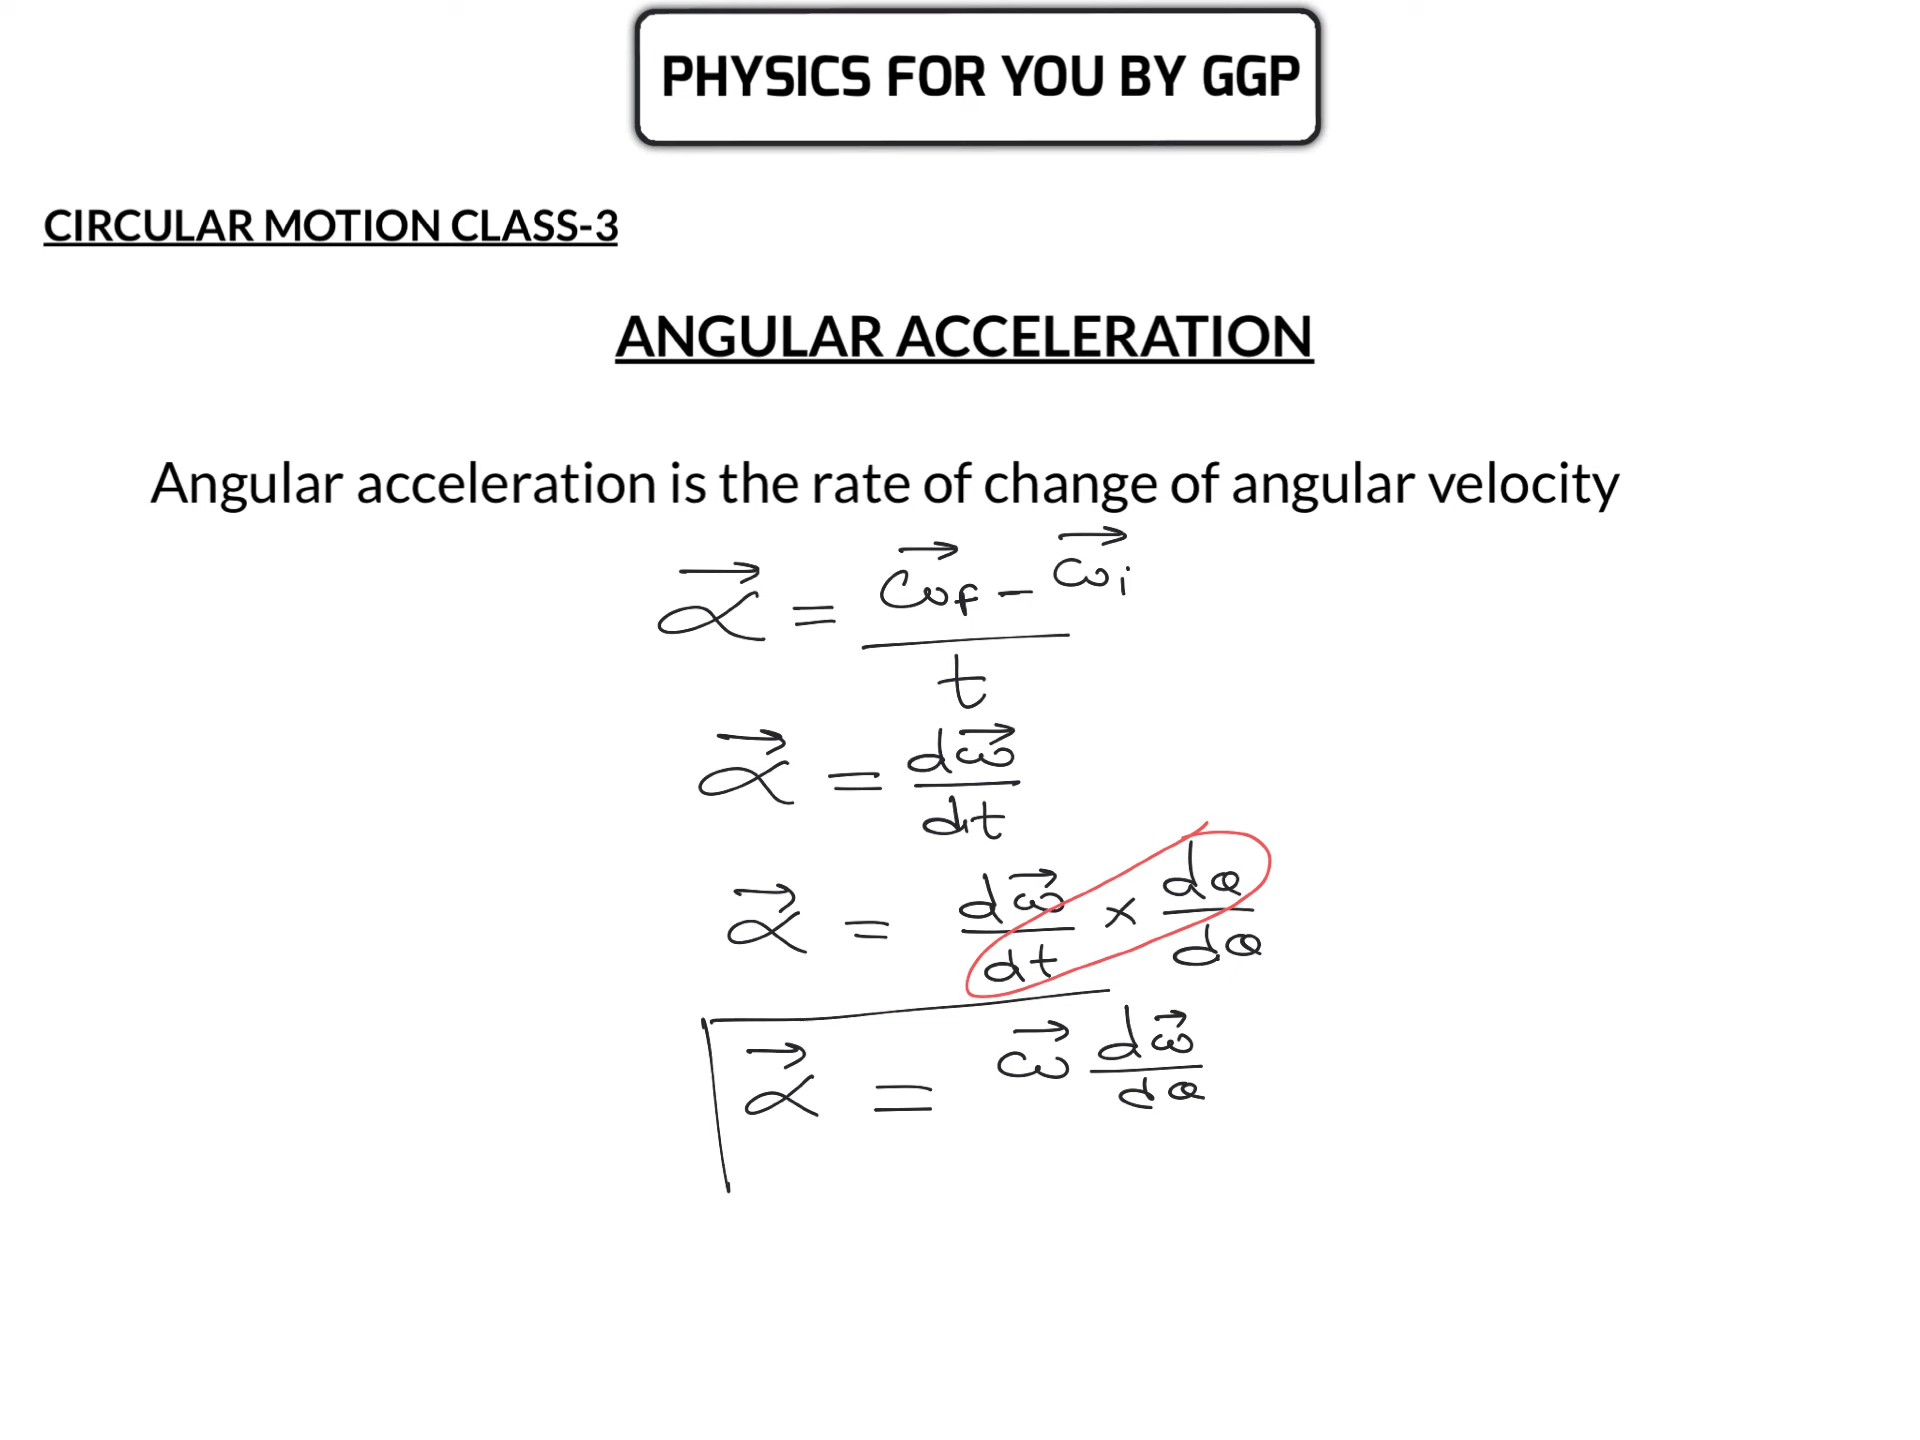 PHYSICS FOR YOU BY GGP
CIRCULAR MOTION CLASS-3
ANGULAR ACCELERATION
Angular acceleration is the rate of change of angular velocity
α⃗ = (ω⃗f − ω⃗i) / t
α⃗ = dω⃗/dt
α⃗ = dω⃗/dt × dθ/dθ
α⃗ = ω⃗ dω⃗/dθ